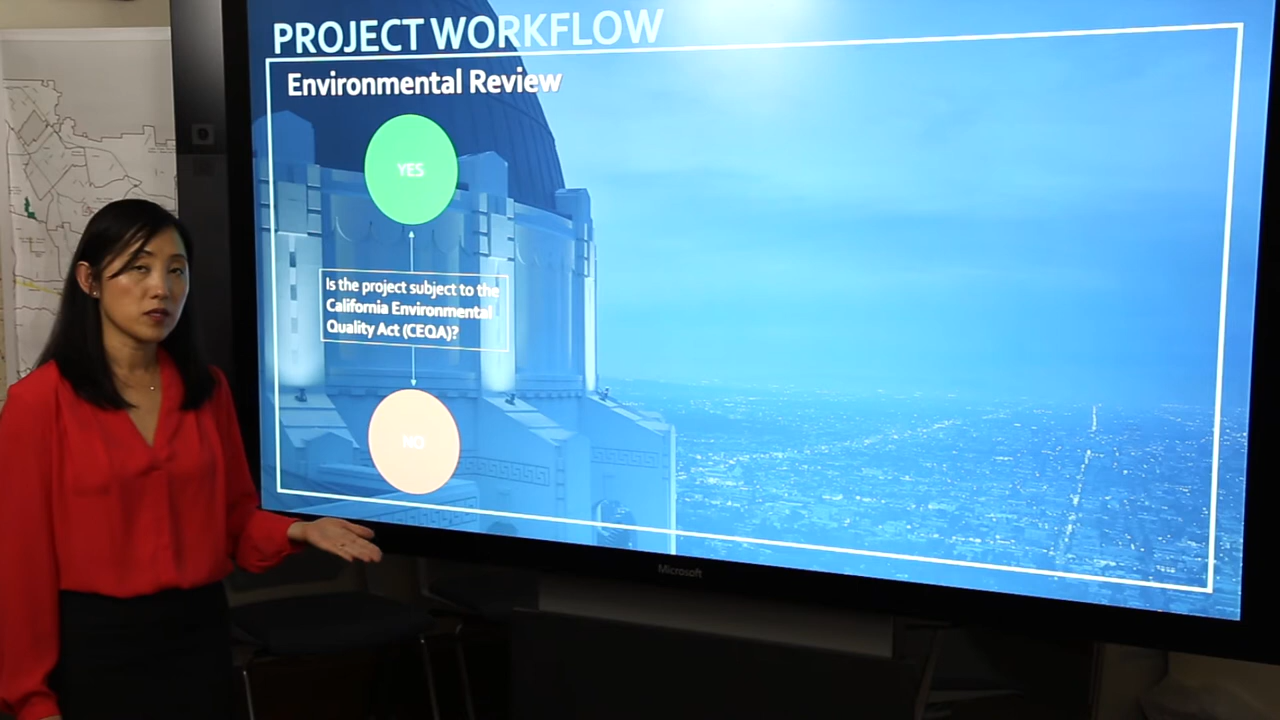 PROJECT WORKFLOW
Environmental Review
YES
Is the project subject to the
California Environmental
Quality Act (CEQA)?
NO
Microsoft